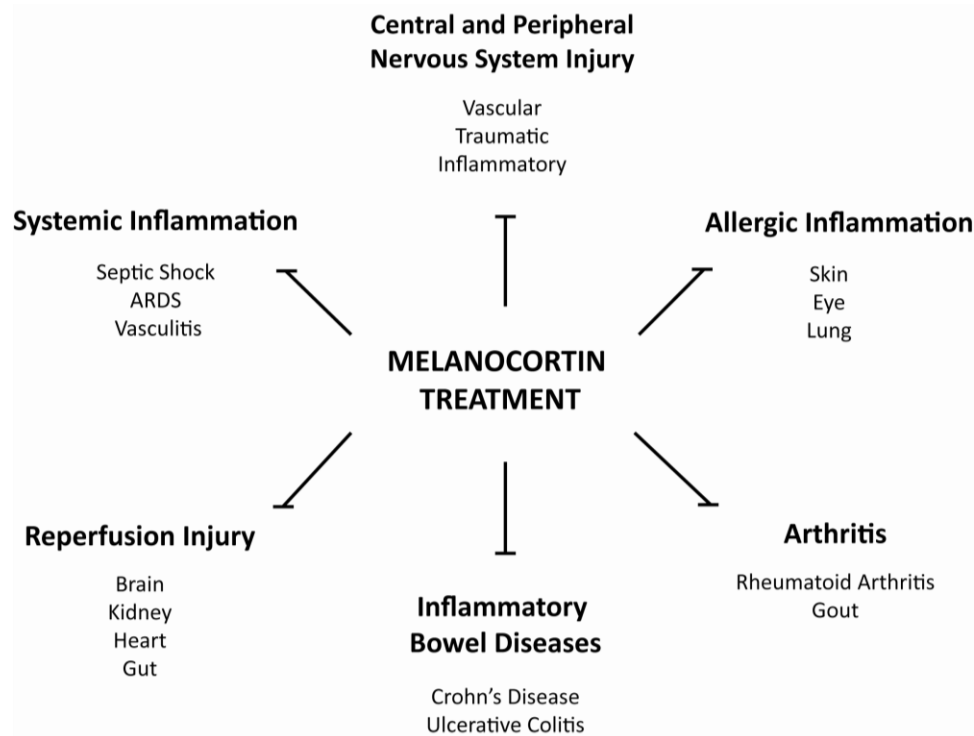 Central and Peripheral
Nervous System Injury
Vascular
Traumatic
Inflammatory
Systemic Inflammation
Septic Shock
ARDS
Vasculitis
Allergic Inflammation
Skin
Eye
Lung
MELANOCORTIN
TREATMENT
Reperfusion Injury
Brain
Kidney
Heart
Gut
Inflammatory
Bowel Diseases
Crohn’s Disease
Ulcerative Colitis
Arthritis
Rheumatoid Arthritis
Gout